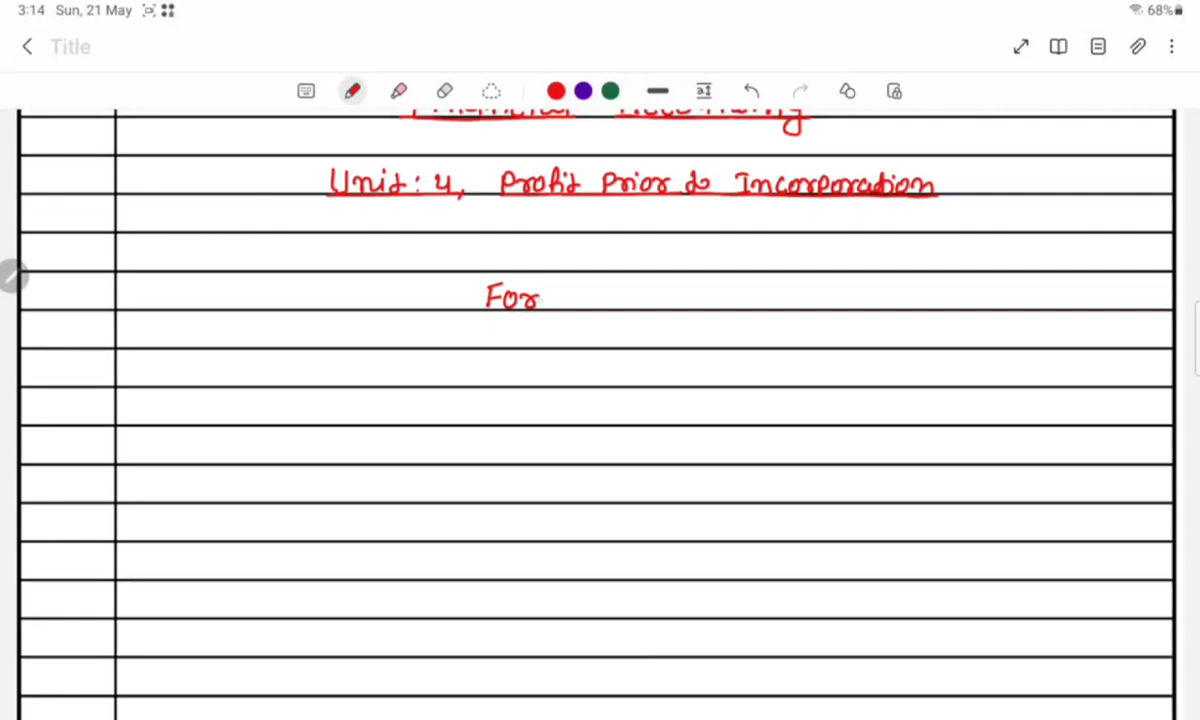 3:14 Sun, 21 May 68%
Title
Unit: 4, Profit Prior to Incorporation
For